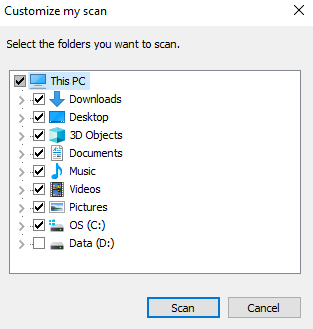 Customize my scan
Select the folders you want to scan.
This PC
Downloads
Desktop
3D Objects
Documents
Music
Videos
Pictures
OS (C:)
Data (D:)
Scan
Cancel